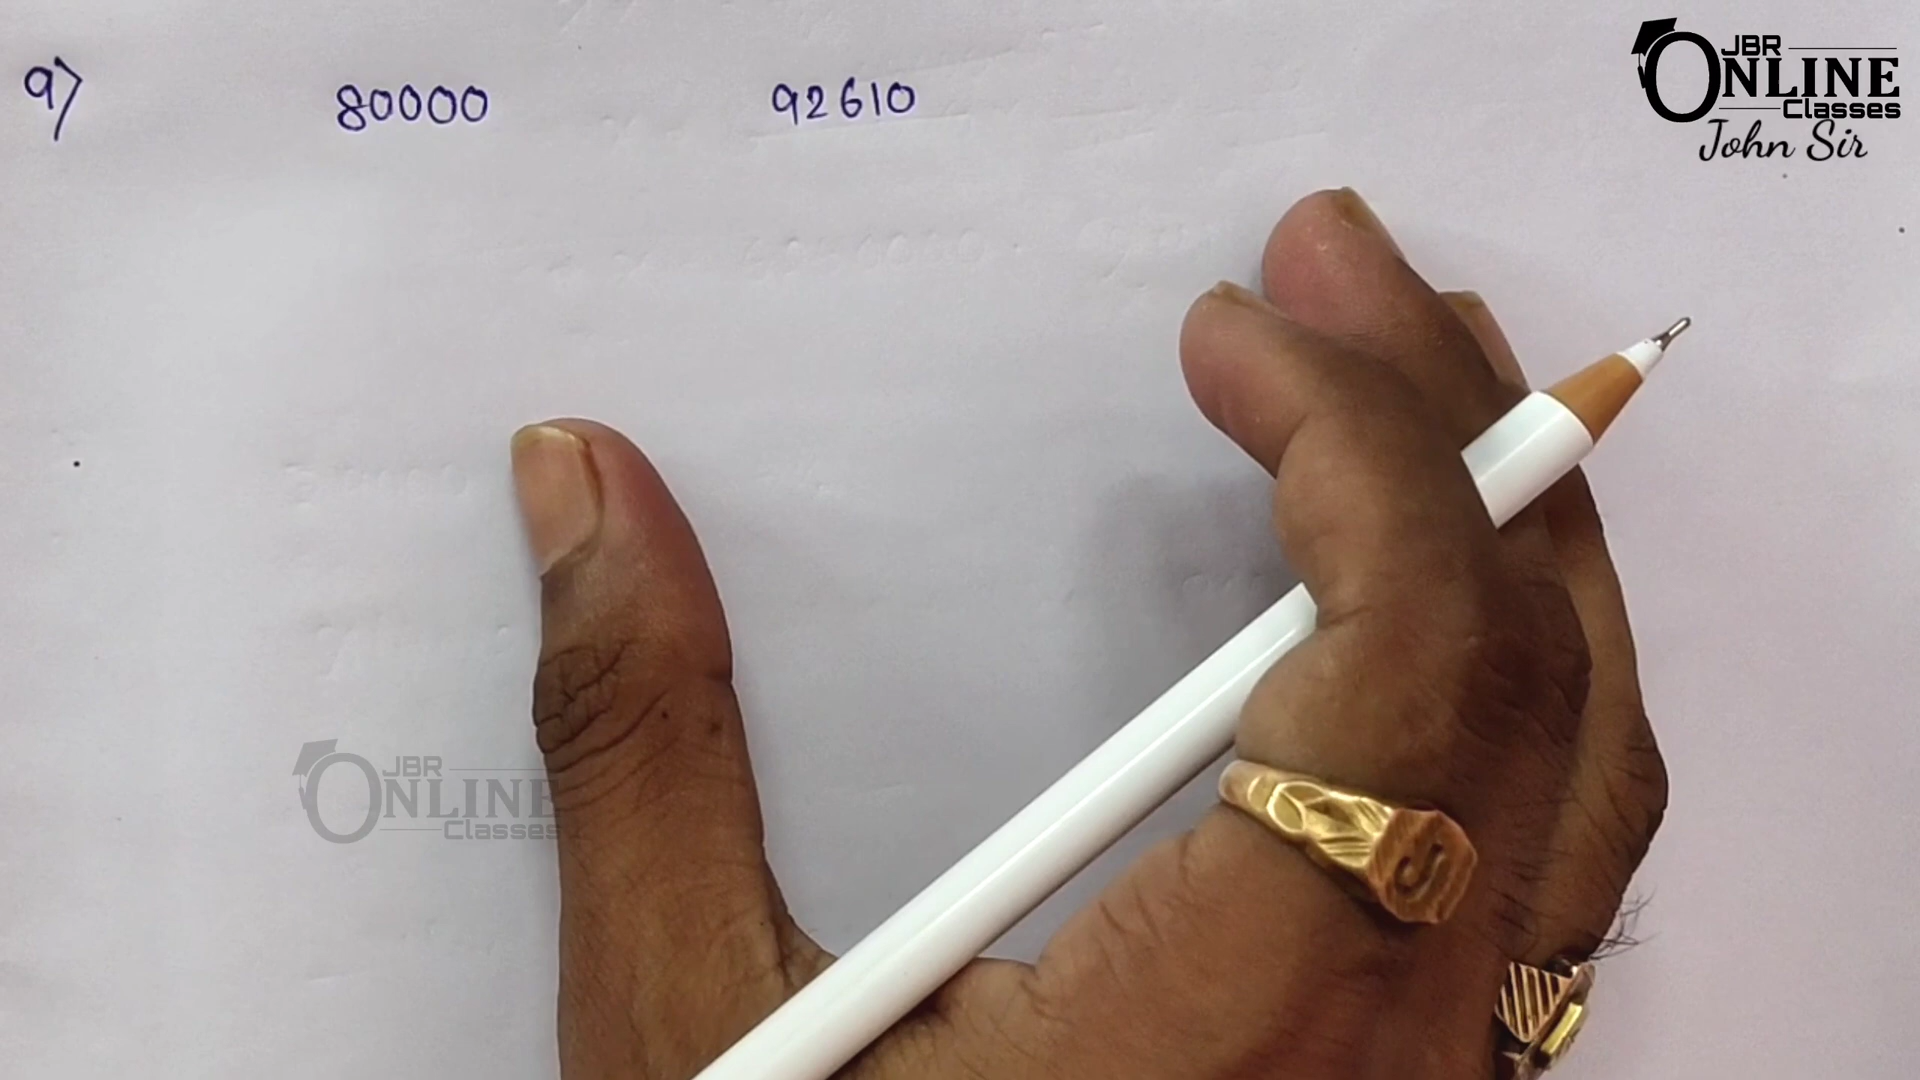 9) 80000 92610
JBR
ONLINE
Classes
John Sir
JBR
ONLINE
Classes